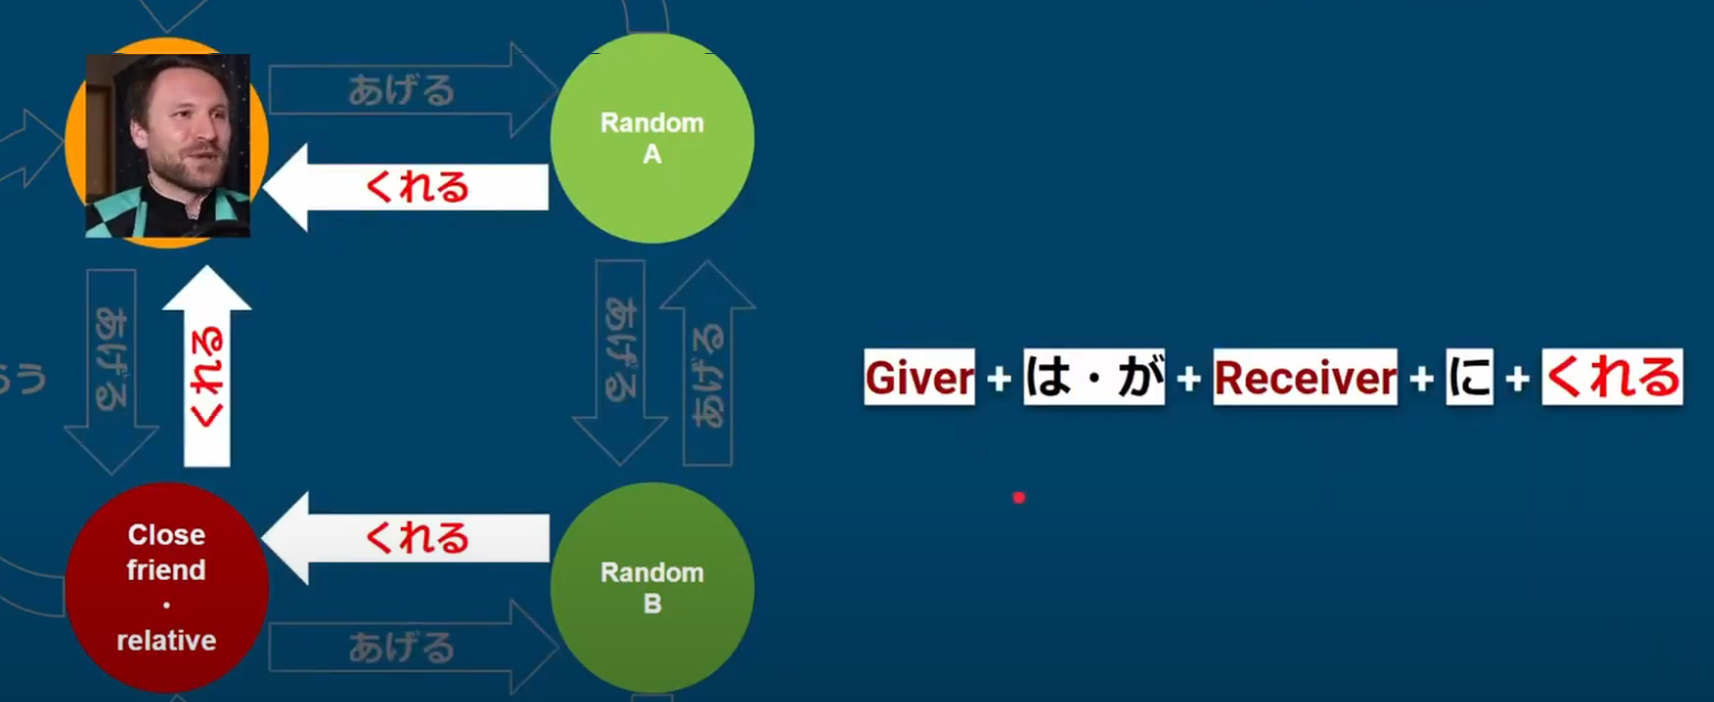 あげる
Random
A
くれる
あげる
くれる
あげる
あげる
Giver + は・が + Receiver + に + くれる
くれる
Close
friend
・
relative
Random
B
あげる